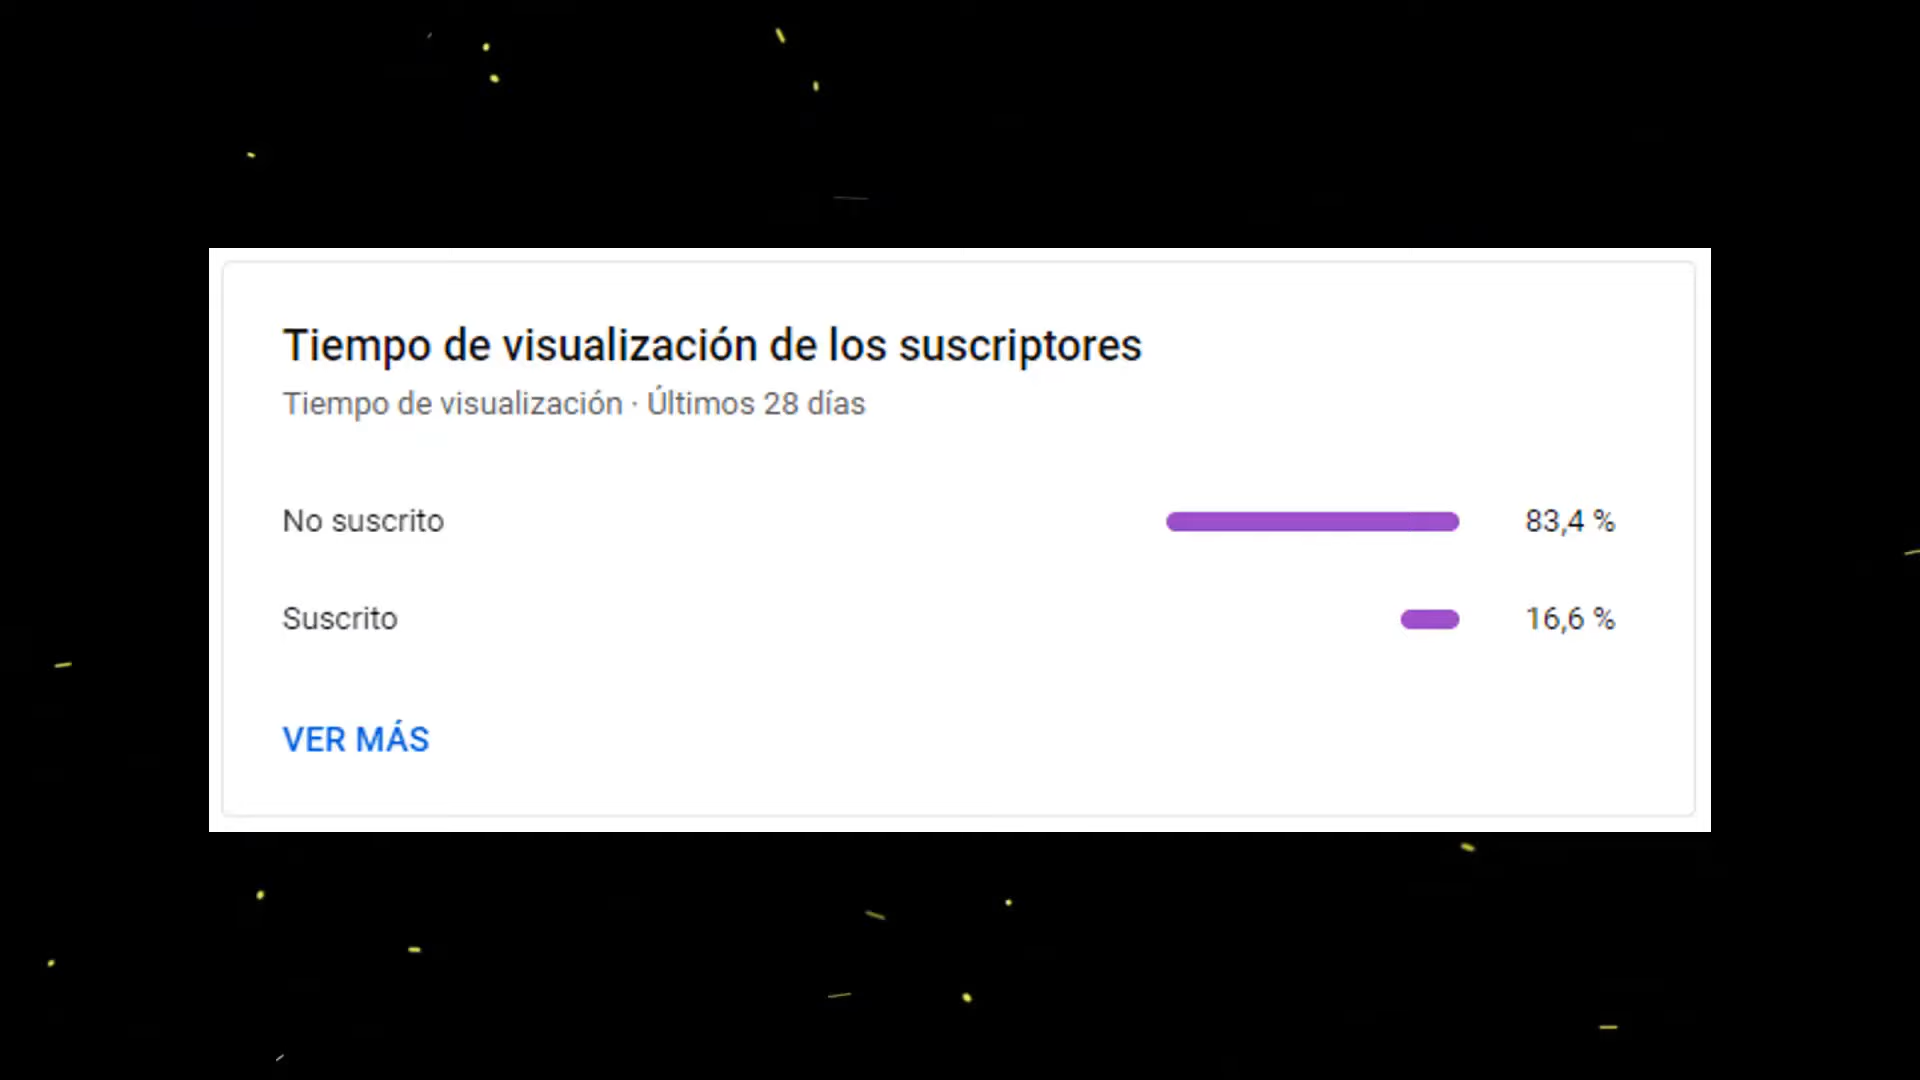 Tiempo de visualización de los suscriptores
Tiempo de visualización · Últimos 28 días
No suscrito 83,4 %
Suscrito 16,6 %
VER MÁS